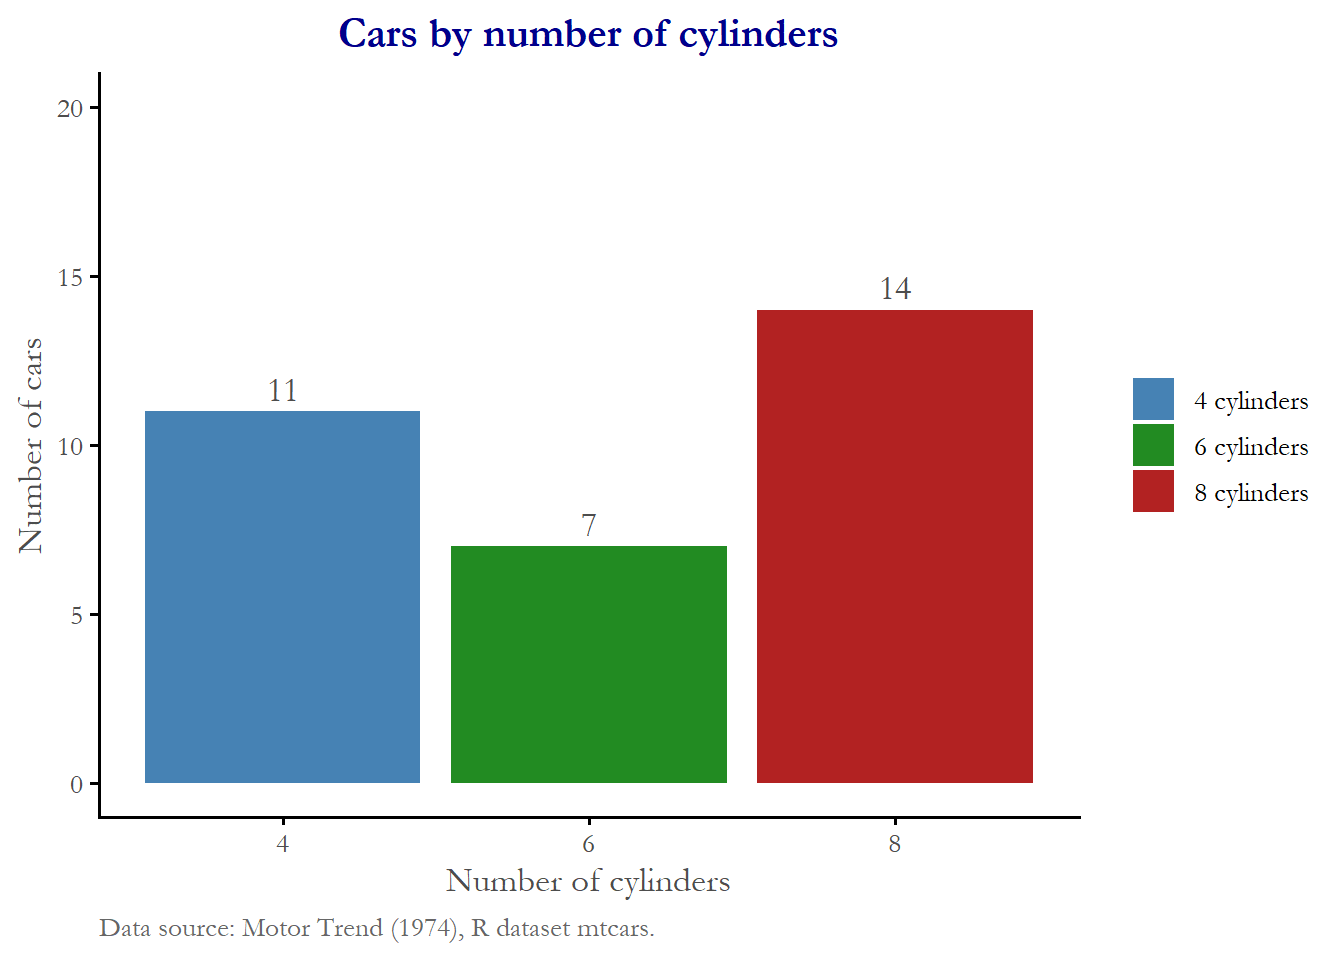 Cars by number of cylinders
20
15
10
5
0
Number of cars
11
7
14
4
6
8
Number of cylinders
4 cylinders
6 cylinders
8 cylinders
Data source: Motor Trend (1974), R dataset mtcars.